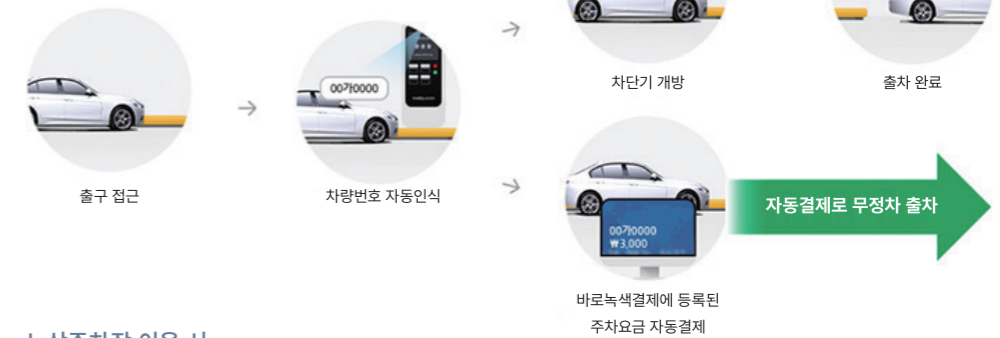 차단기 개방
출차 완료
00가0000
출구 접근
차량번호 자동인식
자동결제로 무정차 출차
00가0000
₩3,000
바로녹색결제에 등록된
주차요금 자동결제